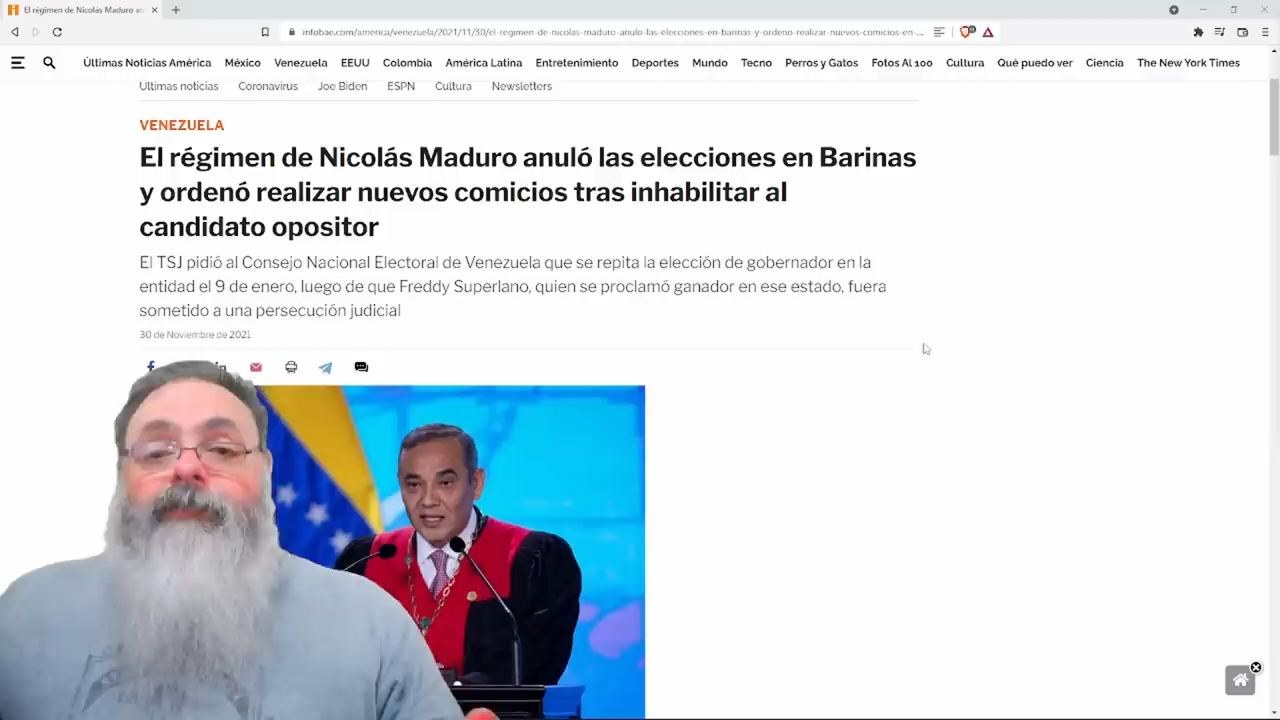 El régimen de Nicolás Maduro an
infobae.com/america/venezuela/2021/11/30/el-regimen-de-nicolas-maduro-anulo-las-elecciones-en-barinas-y-ordeno-realizar-nuevos-comicios-en-...
Últimas Noticias América México Venezuela EEUU Colombia América Latina Entretenimiento Deportes Mundo Tecno Perros y Gatos Fotos Al 100 Cultura Qué puedo ver Ciencia The New York Times
Últimas noticias Coronavirus Joe Biden ESPN Cultura Newsletters
VENEZUELA
El régimen de Nicolás Maduro anuló las elecciones en Barinas
y ordenó realizar nuevos comicios tras inhabilitar al
candidato opositor
El TSJ pidió al Consejo Nacional Electoral de Venezuela que se repita la elección de gobernador en la
entidad el 9 de enero, luego de que Freddy Superlano, quien se proclamó ganador en ese estado, fuera
sometido a una persecución judicial
30 de Noviembre de 2021